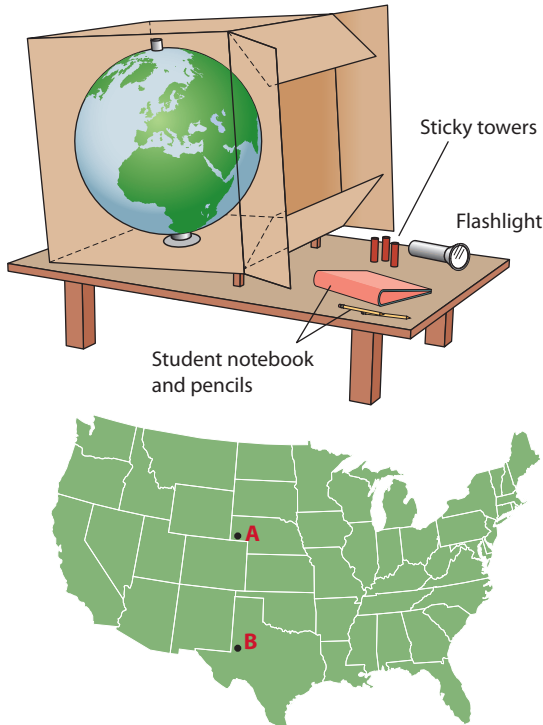 Sticky towers
Flashlight
Student notebook
and pencils
A
B